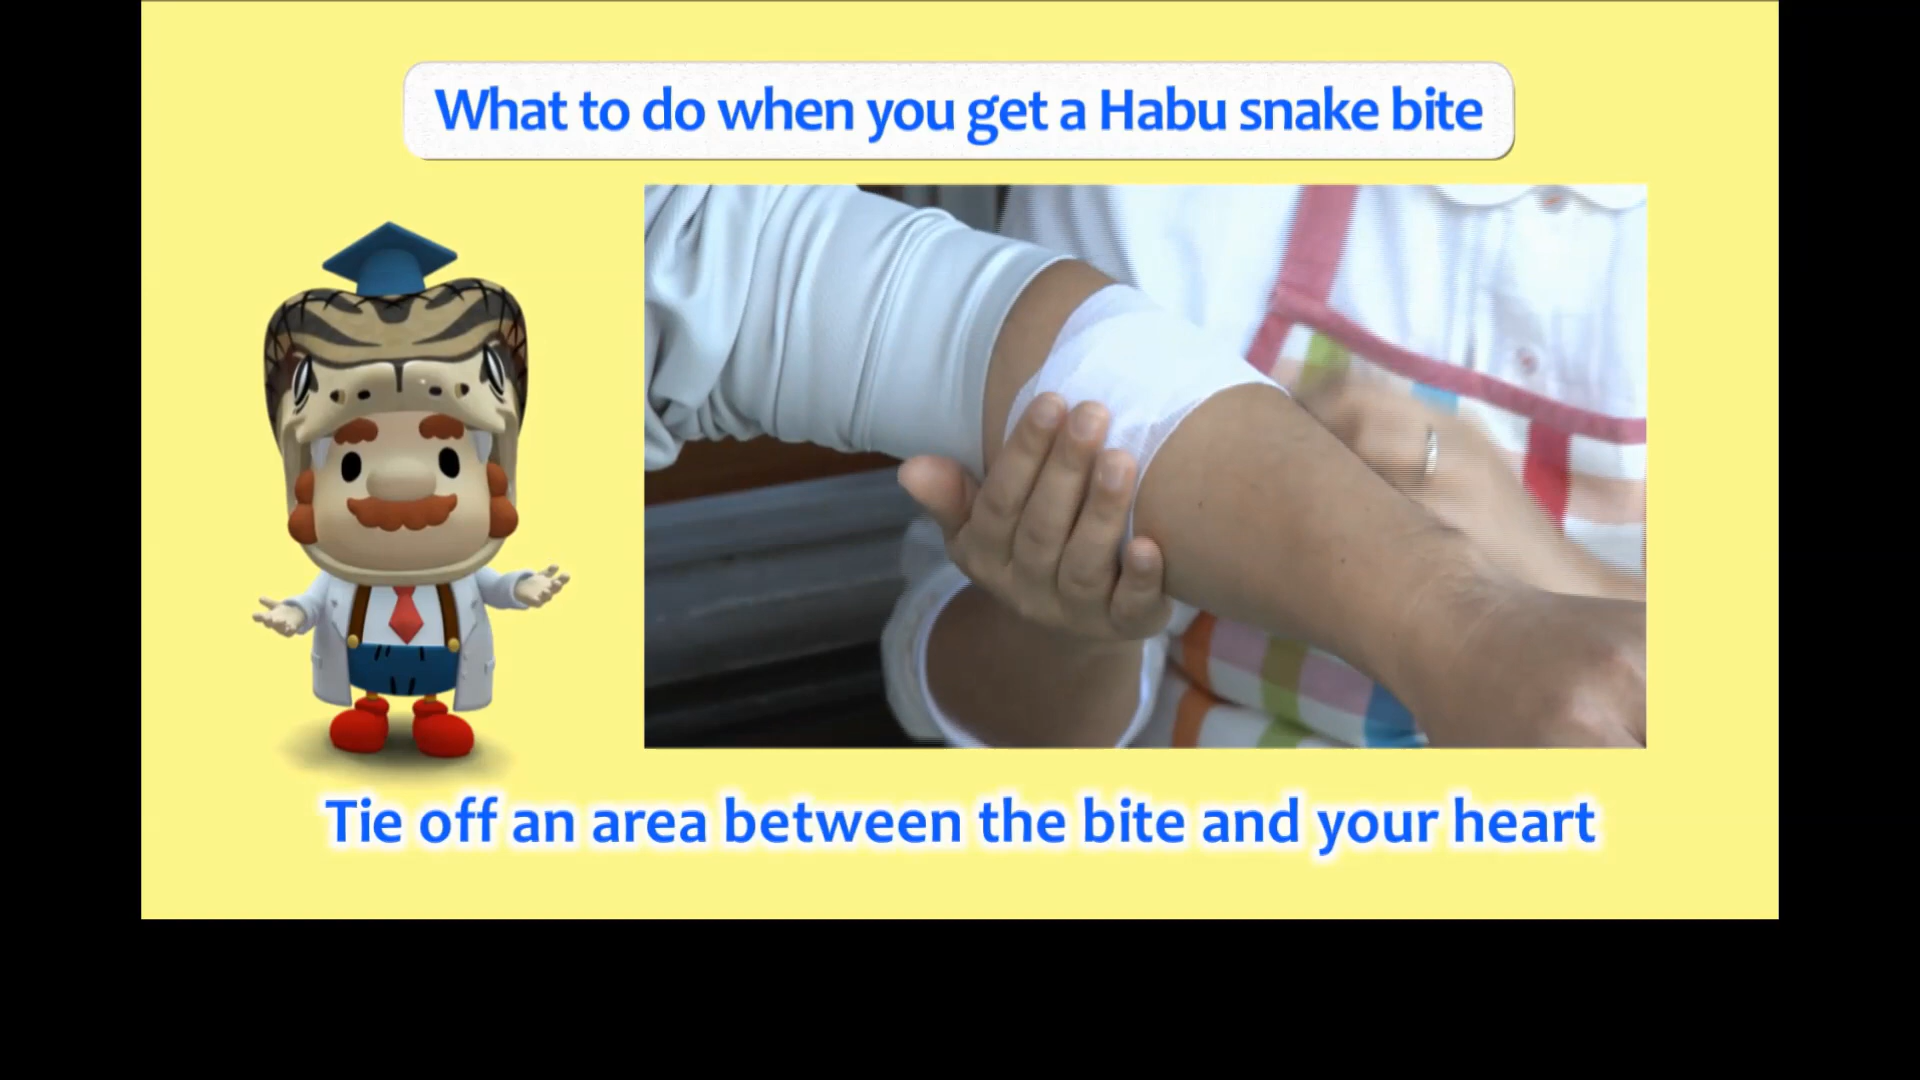 What to do when you get a Habu snake bite
Tie off an area between the bite and your heart